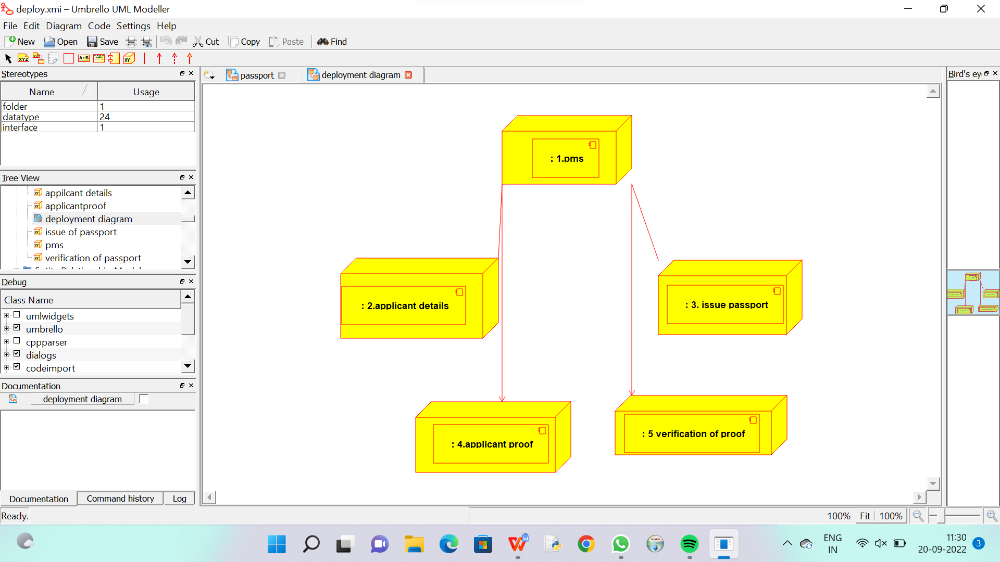 deploy.xmi – Umbrello UML Modeller
File Edit Diagram Code Settings Help
New Open Save Cut Copy Paste Find
XYZ XYZ A:B ABC XY
Stereotypes
Name Usage
folder 1
datatype 24
interface 1
Tree View
appilcant details
applicantproof
deployment diagram
issue of passport
pms
verification of passport
Debug
Class Name
umlwidgets
umbrello
cppparser
dialogs
codeimport
Documentation
deployment diagram
Documentation Command history Log
Ready.
passport deployment diagram
: 1.pms
: 2.applicant details
: 3. issue passport
: 4.applicant proof
: 5 verification of proof
Bird's ey
100% Fit 100%
ENG
IN
11:30
20-09-2022
3